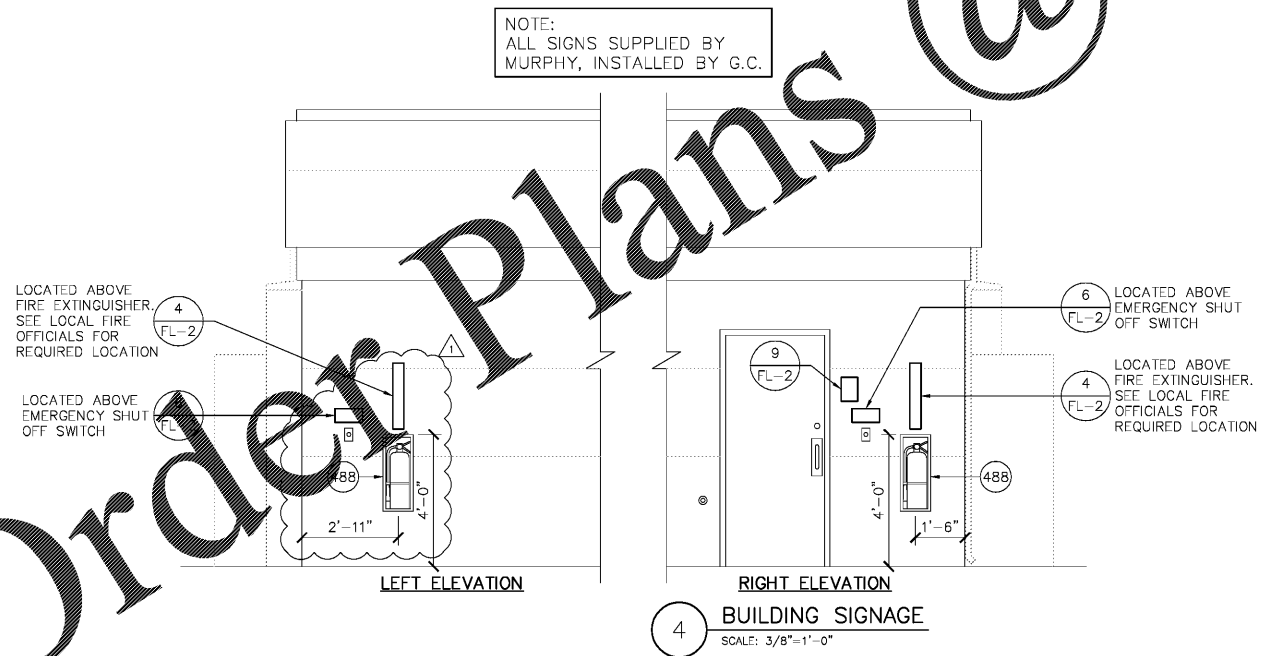 NOTE:
ALL SIGNS SUPPLIED BY
MURPHY, INSTALLED BY G.C.
Order Plans @
LOCATED ABOVE
FIRE EXTINGUISHER.
SEE LOCAL FIRE
OFFICIALS FOR
REQUIRED LOCATION
4
FL-2
1
LOCATED ABOVE
EMERGENCY SHUT
OFF SWITCH
488
4'-0"
2'-11"
LEFT ELEVATION
9
FL-2
6
FL-2
LOCATED ABOVE
EMERGENCY SHUT
OFF SWITCH
4
FL-2
LOCATED ABOVE
FIRE EXTINGUISHER.
SEE LOCAL FIRE
OFFICIALS FOR
REQUIRED LOCATION
488
4'-0"
1'-6"
RIGHT ELEVATION
4
BUILDING SIGNAGE
SCALE: 3/8"=1'-0"